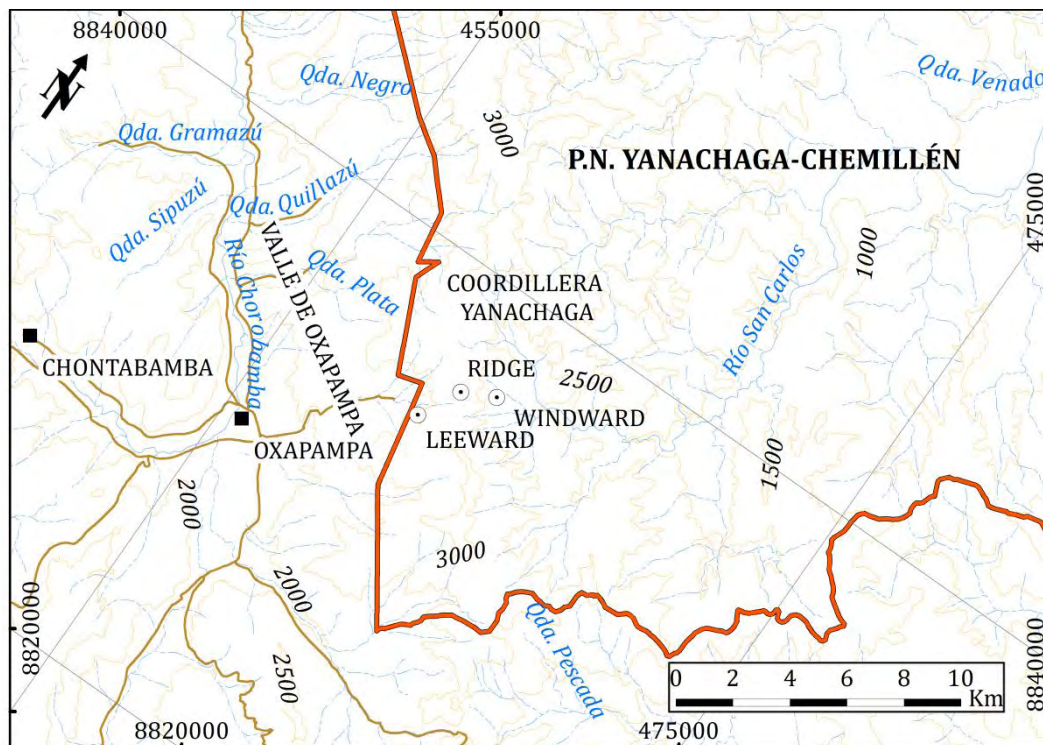 8840000
455000
N
Qda. Negro
Qda. Venado
3000
Qda. Gramazú
P.N. YANACHAGA-CHEMILLÉN
Qda. Sipuzú
Qda. Quillazú
475000
VALLE DE OXAPAMPA
Río Chorobamba
Qda. Plata
1000
COORDILLERA
YANACHAGA
Río San Carlos
CHONTABAMBA
RIDGE
2500
WINDWARD
LEEWARD
OXAPAMPA
1500
2000
3000
2000
8820000
Qda. Pescada
2500
0 2 4 6 8 10
Km
8840000
8820000
475000